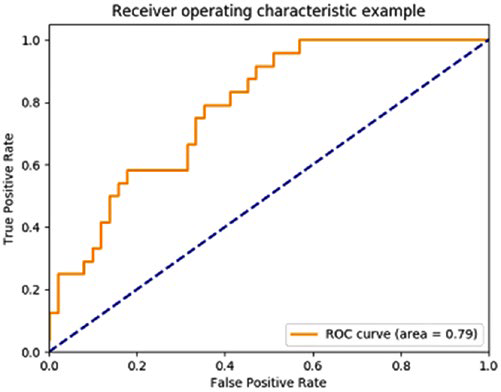 Receiver operating characteristic example
1.0
0.8
0.6
0.4
0.2
0.0
True Positive Rate
ROC curve (area = 0.79)
0.0 0.2 0.4 0.6 0.8 1.0
False Positive Rate